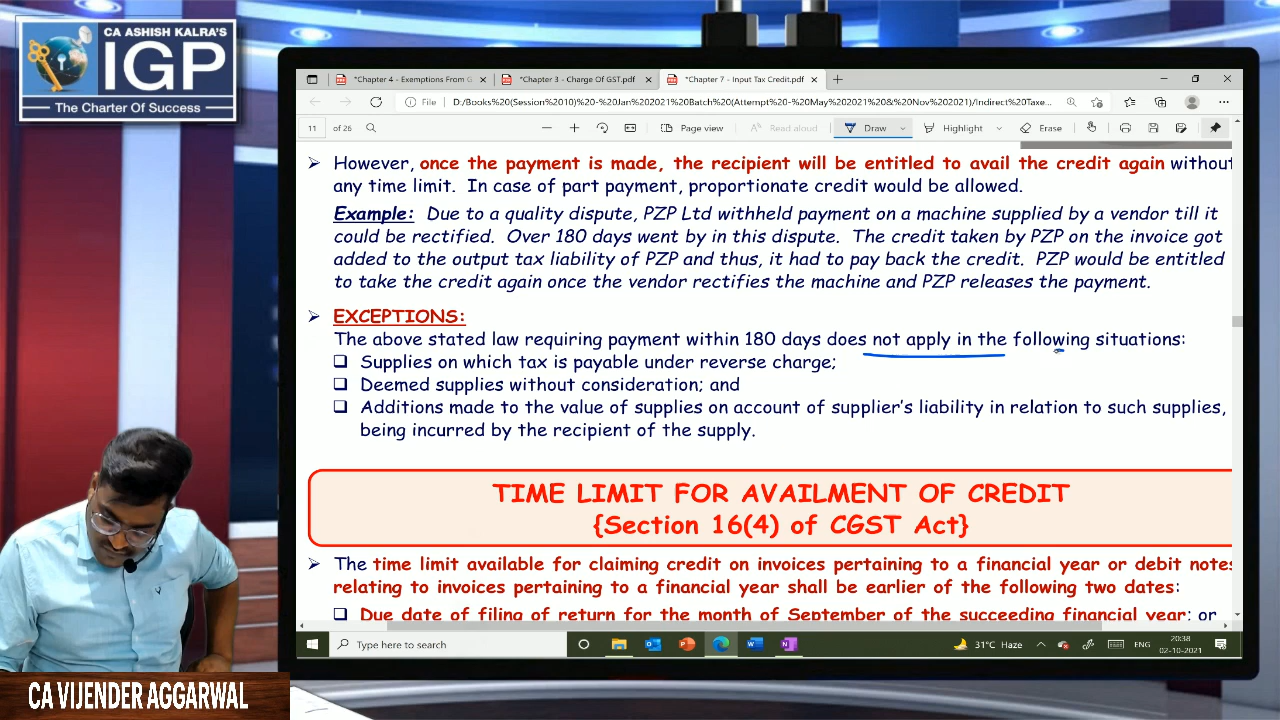 CA ASHISH KALRA'S
IGP
The Charter Of Success
*Chapter 4 - Exemptions From G
*Chapter 3 - Charge Of GST.pdf
*Chapter 7 - Input Tax Credit.pdf
File
11
of 26
Page view
Read aloud
Draw
Highlight
Erase
However, once the payment is made, the recipient will be entitled to avail the credit again without
any time limit. In case of part payment, proportionate credit would be allowed.
Example: Due to a quality dispute, PZP Ltd withheld payment on a machine supplied by a vendor till it
could be rectified. Over 180 days went by in this dispute. The credit taken by PZP on the invoice got
added to the output tax liability of PZP and thus, it had to pay back the credit. PZP would be entitled
to take the credit again once the vendor rectifies the machine and PZP releases the payment.
EXCEPTIONS:
The above stated law requiring payment within 180 days does not apply in the following situations:
Supplies on which tax is payable under reverse charge;
Deemed supplies without consideration; and
Additions made to the value of supplies on account of supplier's liability in relation to such supplies,
being incurred by the recipient of the supply.
TIME LIMIT FOR AVAILMENT OF CREDIT
{Section 16(4) of CGST Act}
The time limit available for claiming credit on invoices pertaining to a financial year or debit notes
relating to invoices pertaining to a financial year shall be earlier of the following two dates:
Due date of filing of return for the month of September of the succeeding financial year; or
Type here to search
31°C Haze
ENG
20:38
02-10-2021
CA VIJENDER AGGARWAL